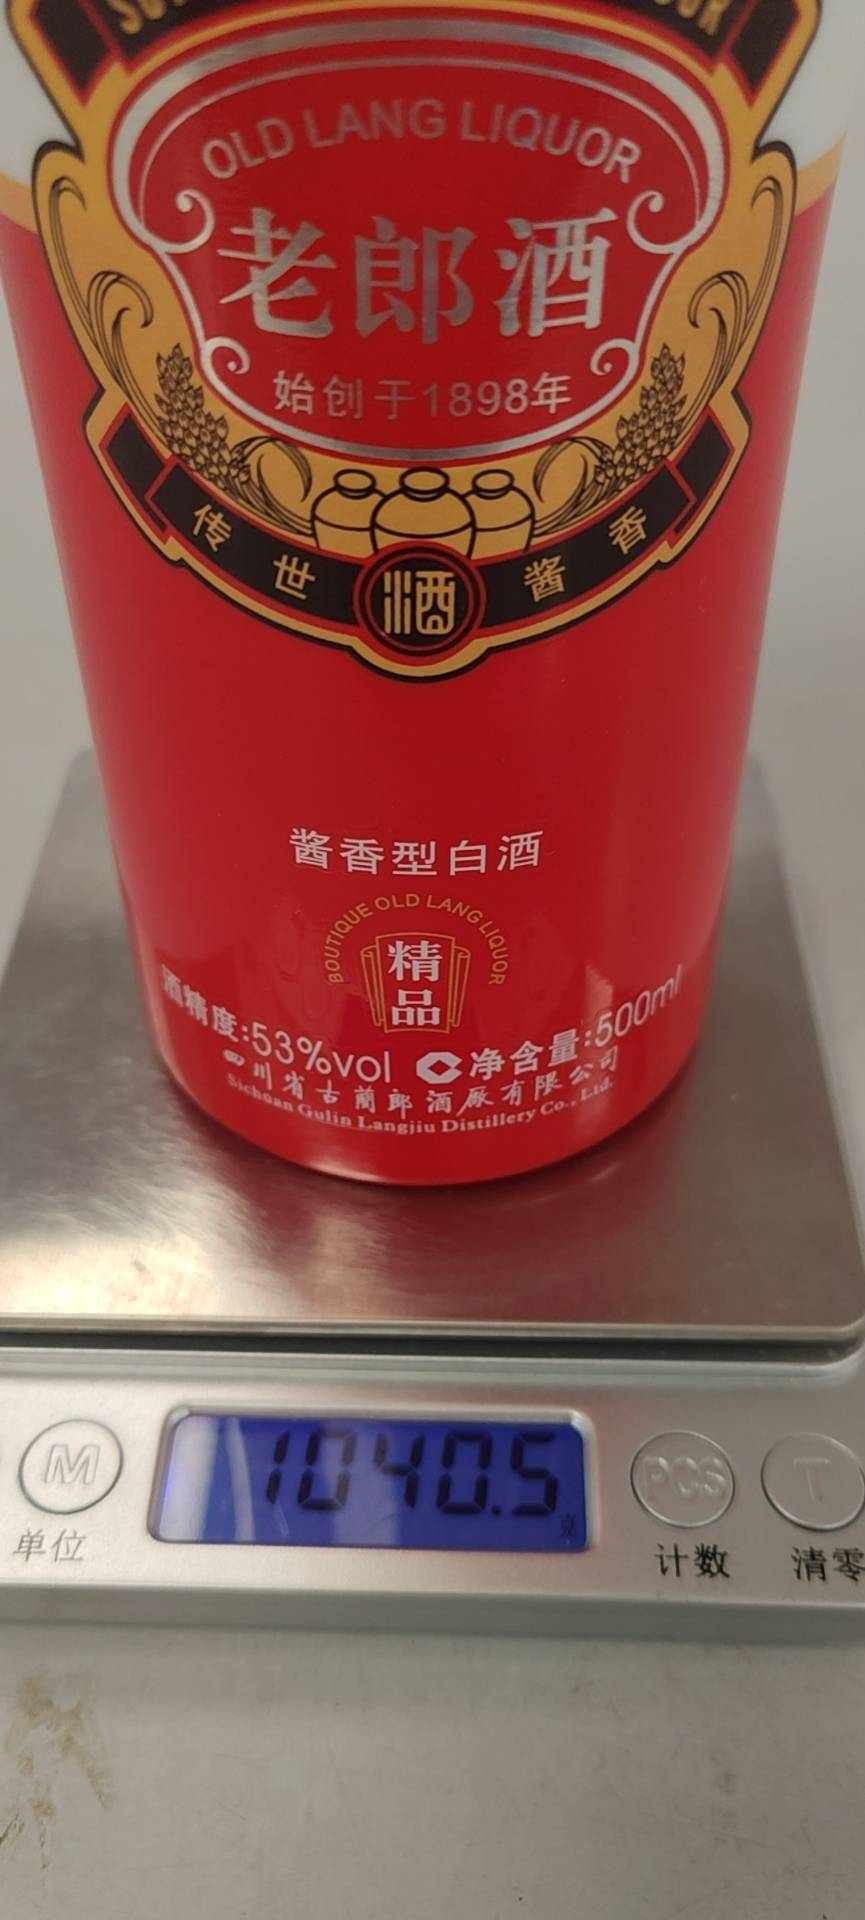 OLD LANG LIQUOR
老郎酒
始创于1898年
传世 酒 酱香
酱香型白酒
BOUTIQUE OLD LANG LIQUOR
精品
酒精度:53%vol 净含量:500ml
四川省古蔺郎酒厂有限公司
Sichuan Gulin Langjiu Distillery Co., Ltd.
1040.5
克
M PCS T
单位 计数 清零